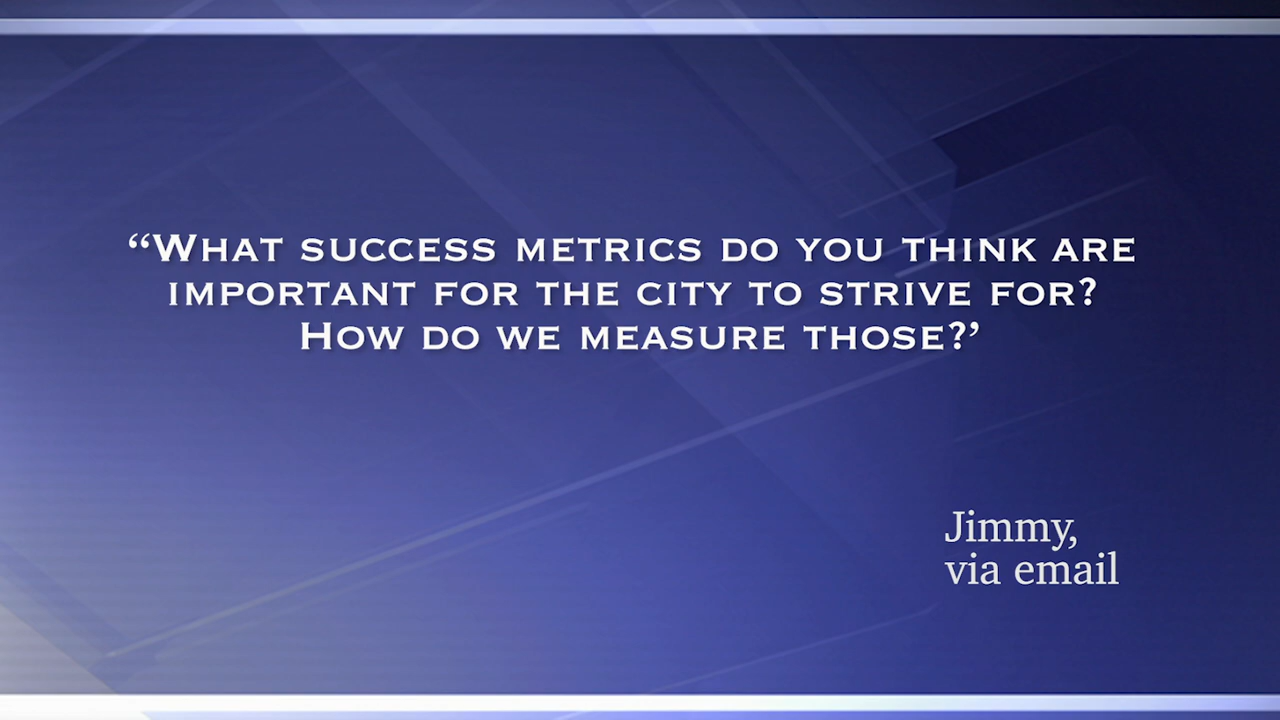 “What success metrics do you think are
important for the city to strive for?
How do we measure those?’
Jimmy,
via email